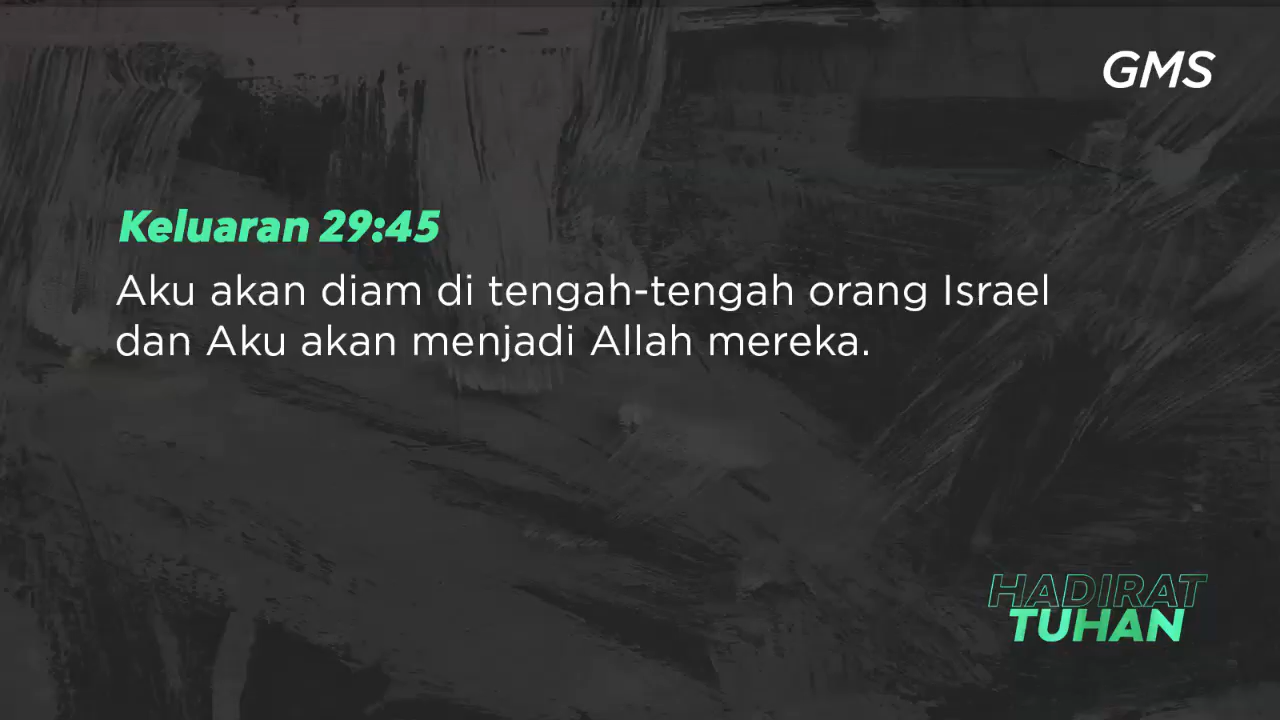 GMS
Keluaran 29:45
Aku akan diam di tengah-tengah orang Israel
dan Aku akan menjadi Allah mereka.
HADIRAT
TUHAN